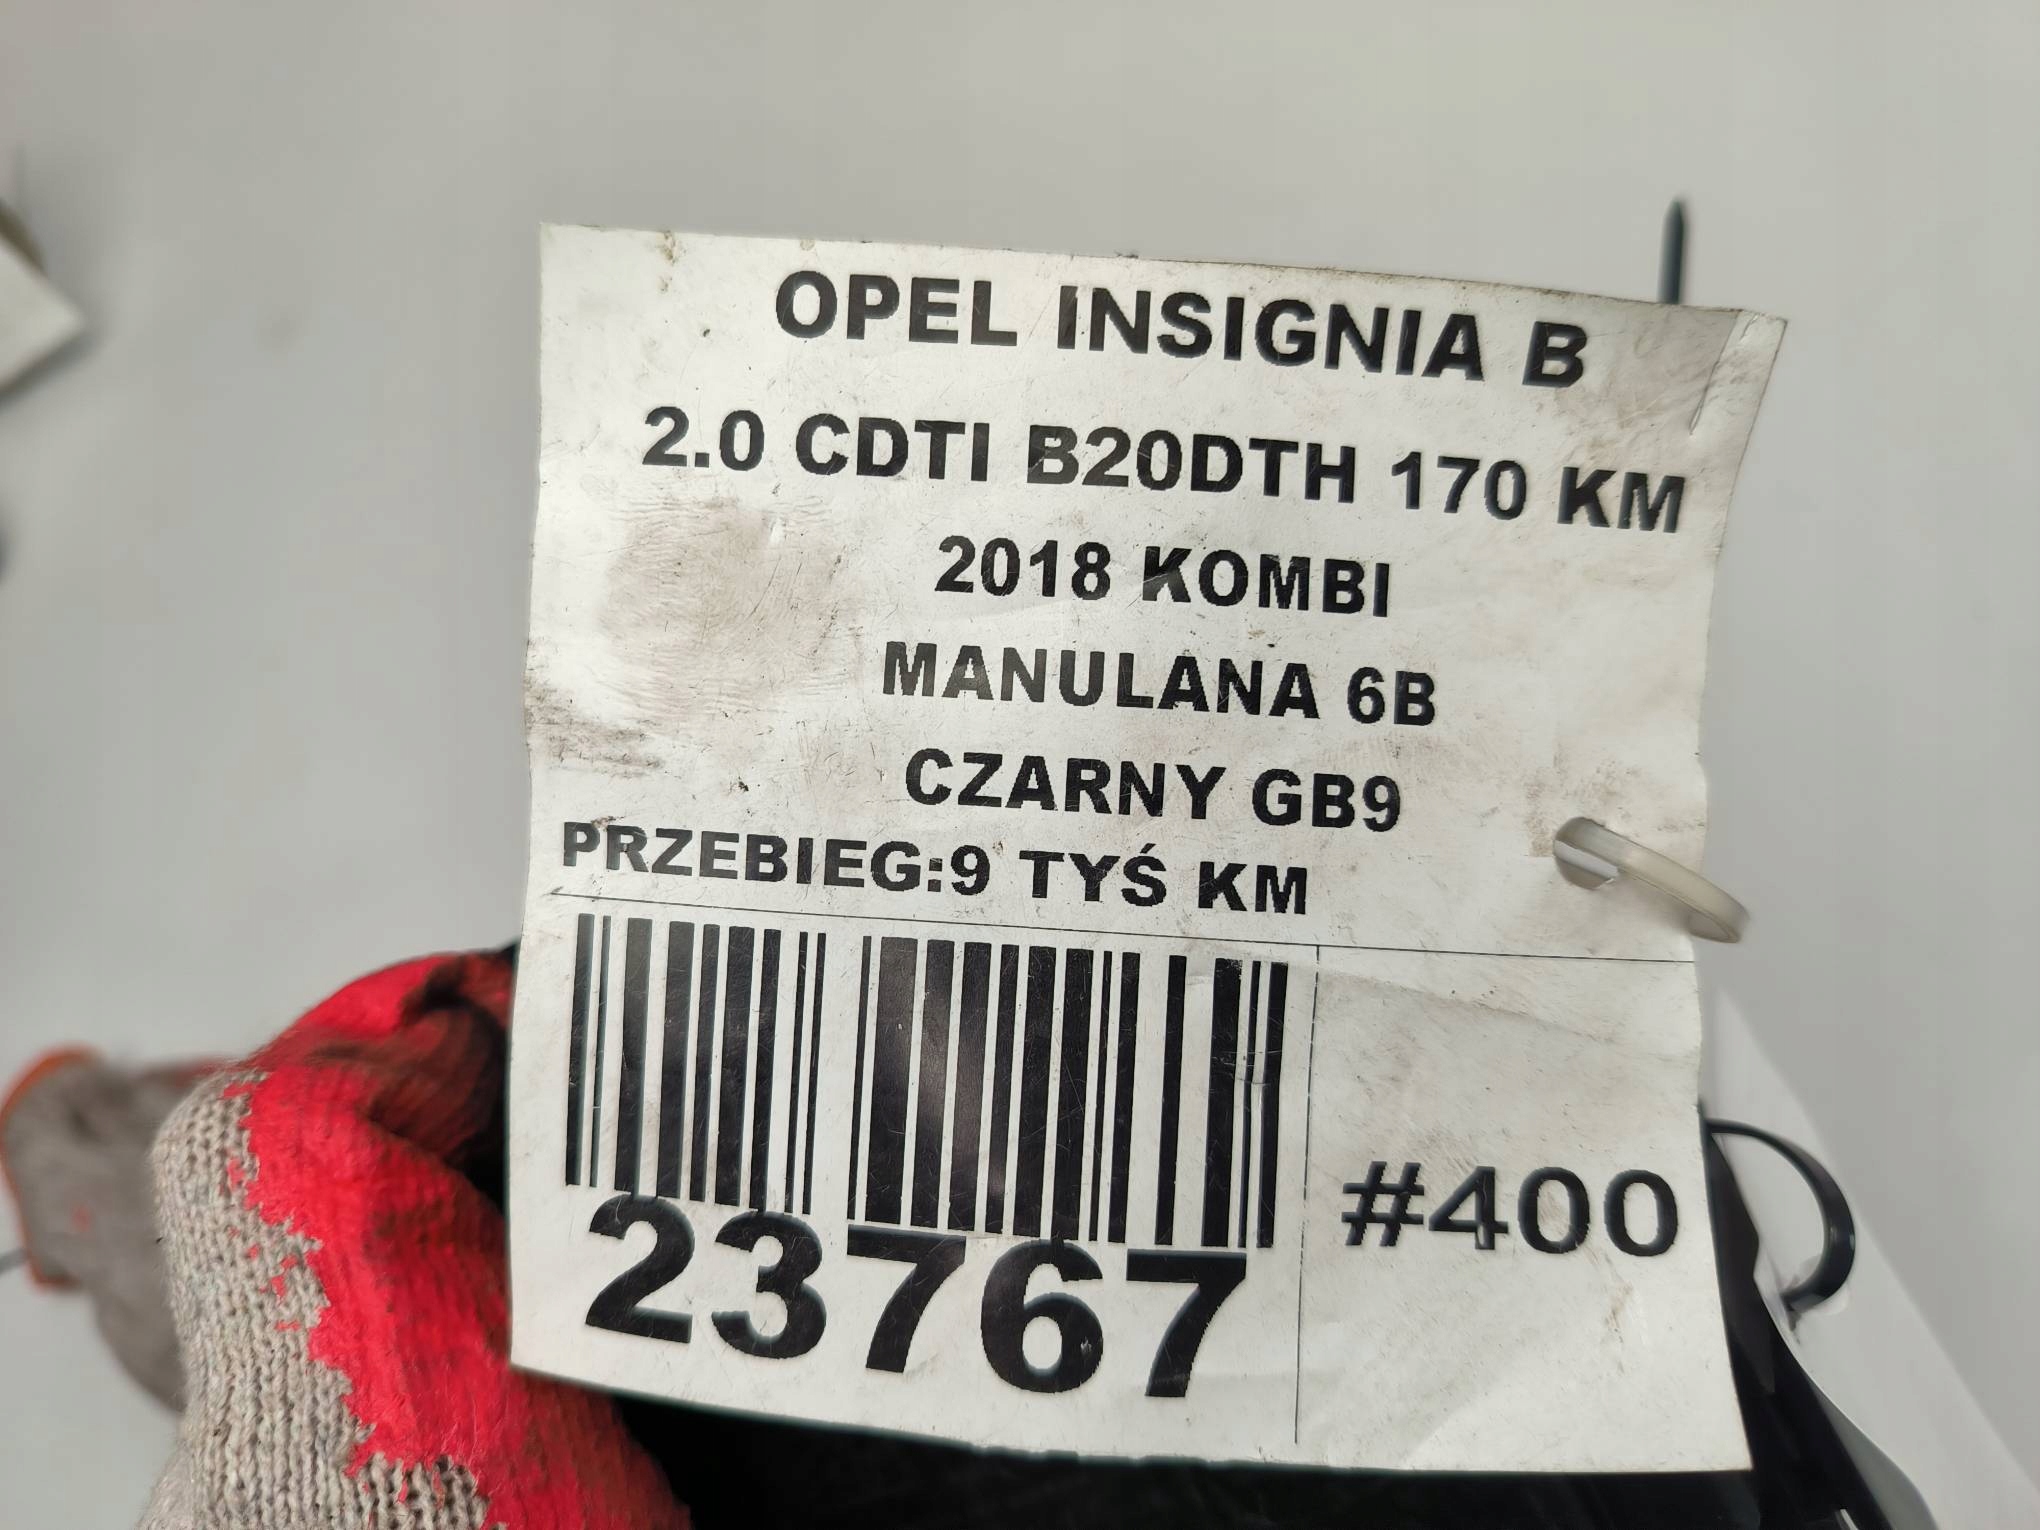 OPEL INSIGNIA B
2.0 CDTI B20DTH 170 KM
2018 KOMBI
MANULANA 6B
CZARNY GB9
PRZEBIEG:9 TYŚ KM
23767
#400